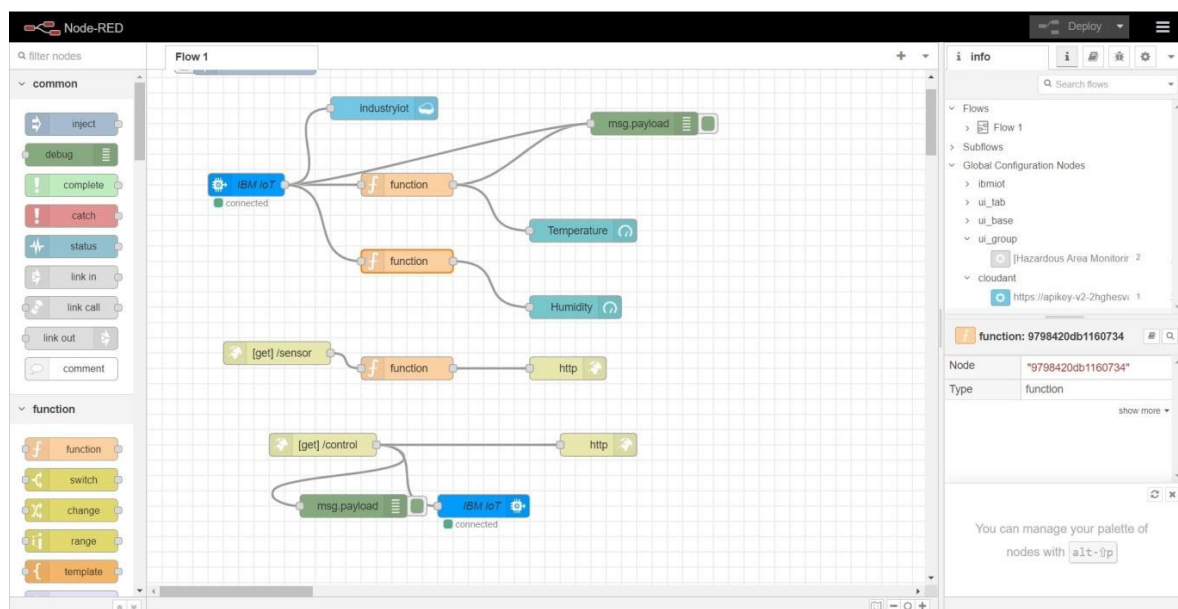 Node-RED
Deploy
filter nodes
common
inject
debug
complete
catch
status
link in
link call
link out
comment
function
function
switch
change
range
template
Flow 1
industryiot
msg.payload
IBM IoT
connected
function
Temperature
function
Humidity
[get] /sensor
function
http
[get] /control
http
msg.payload
IBM IoT
connected
i info
i
Search flows
Flows
Flow 1
Subflows
Global Configuration Nodes
ibmiot
ui_tab
ui_base
ui_group
[Hazardous Area Monitorir 2
cloudant
https://apikey-v2-2hghesv 1
function: 9798420db1160734
Node "9798420db1160734"
Type function
show more
You can manage your palette of
nodes with alt-⇧p